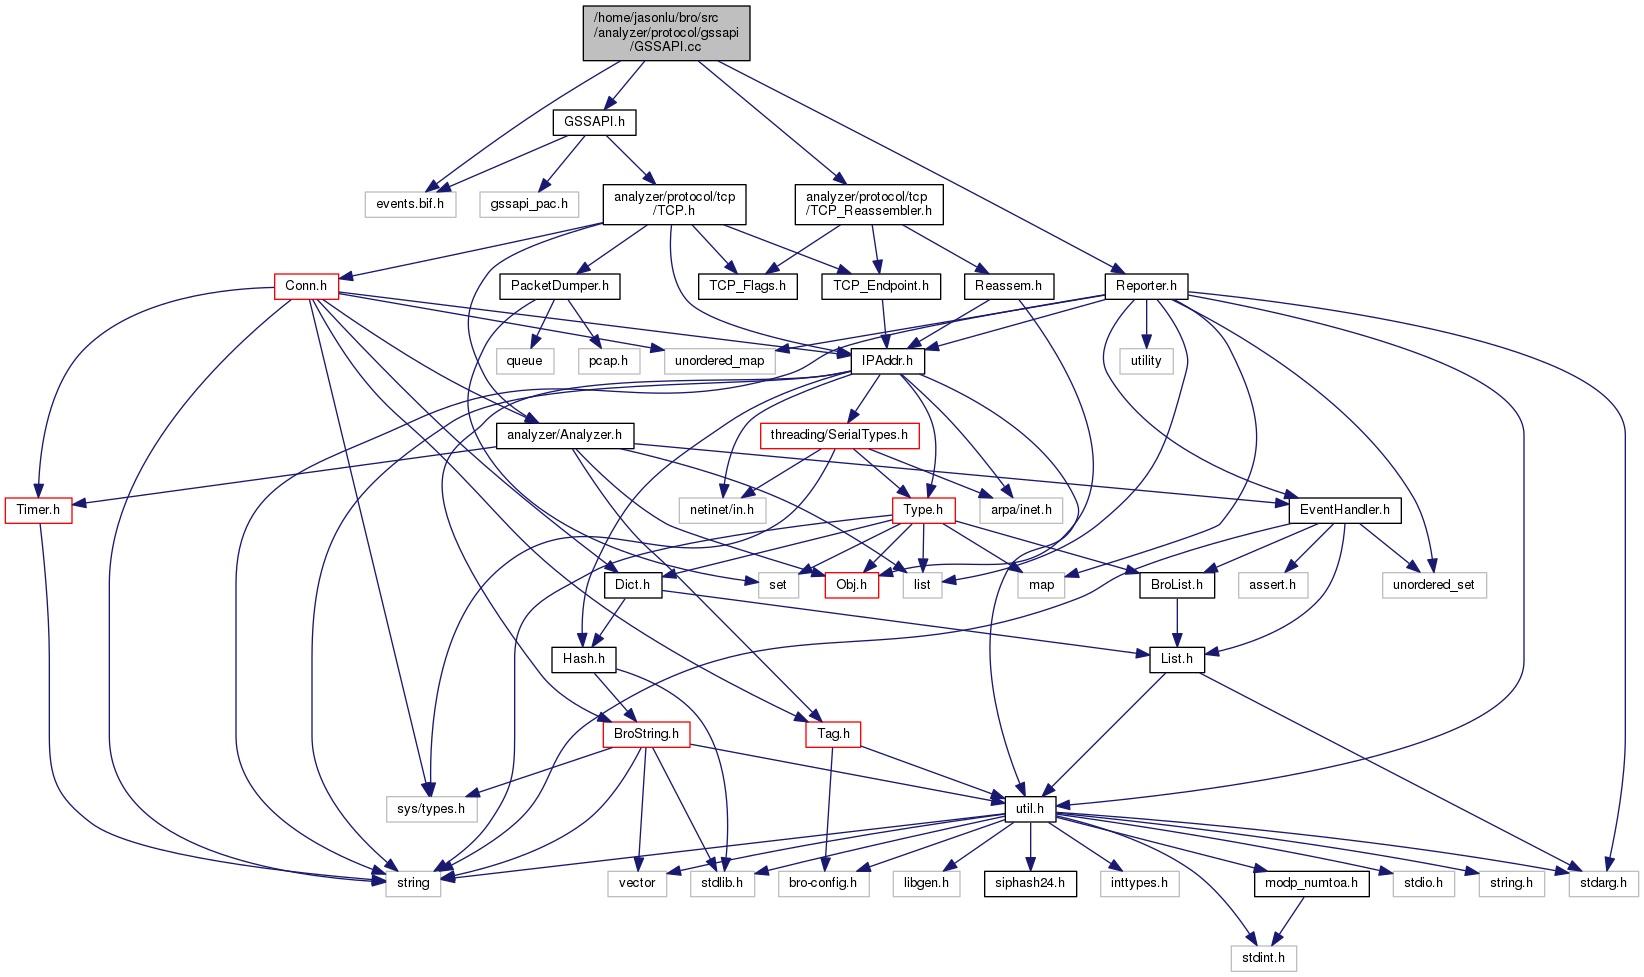 /home/jasonlu/bro/src
/analyzer/protocol/gssapi
/GSSAPI.cc
GSSAPI.h
events.bif.h
gssapi_pac.h
analyzer/protocol/tcp
/TCP.h
analyzer/protocol/tcp
/TCP_Reassembler.h
Conn.h
PacketDumper.h
TCP_Flags.h
TCP_Endpoint.h
Reassem.h
Reporter.h
queue
pcap.h
unordered_map
IPAddr.h
utility
analyzer/Analyzer.h
threading/SerialTypes.h
Timer.h
netinet/in.h
Type.h
arpa/inet.h
EventHandler.h
Dict.h
set
Obj.h
list
map
BroList.h
assert.h
unordered_set
Hash.h
List.h
BroString.h
Tag.h
sys/types.h
util.h
string
vector
stdlib.h
bro-config.h
libgen.h
siphash24.h
inttypes.h
modp_numtoa.h
stdio.h
string.h
stdarg.h
stdint.h